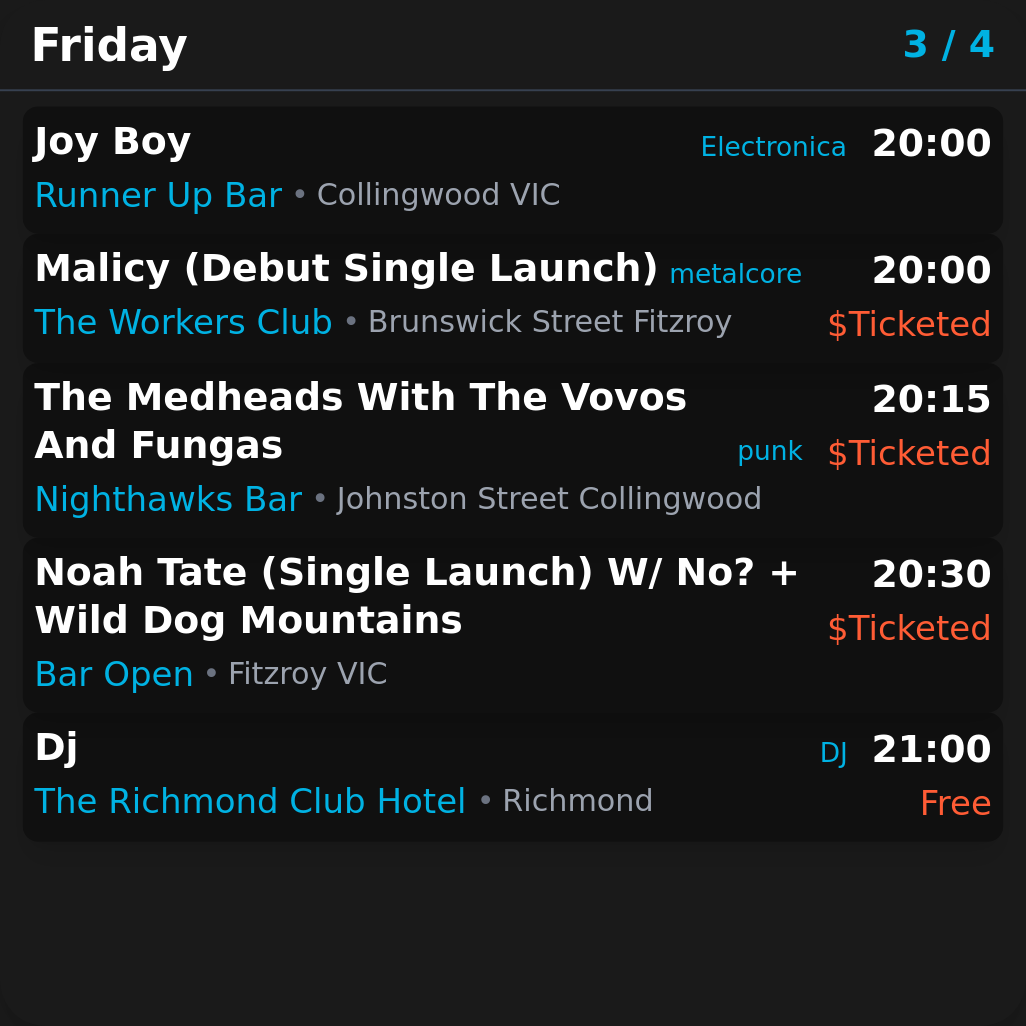 Friday 3 / 4
Joy Boy Electronica 20:00
Runner Up Bar • Collingwood VIC
Malicy (Debut Single Launch) metalcore 20:00
The Workers Club • Brunswick Street Fitzroy $Ticketed
The Medheads With The Vovos 20:15
And Fungas punk $Ticketed
Nighthawks Bar • Johnston Street Collingwood
Noah Tate (Single Launch) W/ No? + 20:30
Wild Dog Mountains $Ticketed
Bar Open • Fitzroy VIC
Dj DJ 21:00
The Richmond Club Hotel • Richmond Free